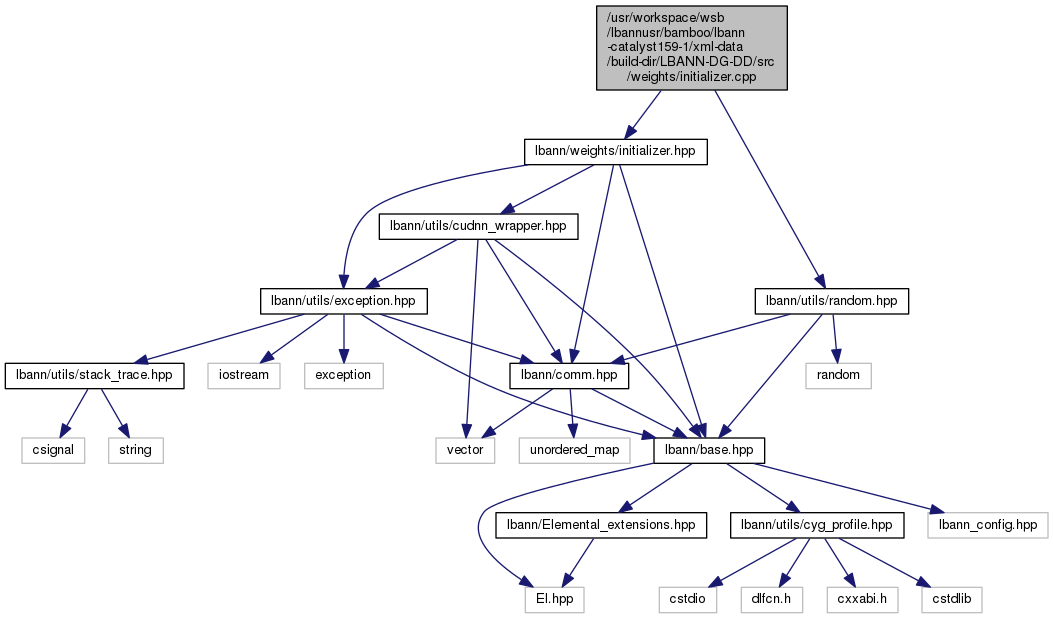 /usr/workspace/wsb
/lbannusr/bamboo/lbann
-catalyst159-1/xml-data
/build-dir/LBANN-DG-DD/src
/weights/initializer.cpp
lbann/weights/initializer.hpp
lbann/utils/cudnn_wrapper.hpp
lbann/utils/exception.hpp
lbann/utils/random.hpp
lbann/utils/stack_trace.hpp
iostream
exception
lbann/comm.hpp
random
csignal
string
vector
unordered_map
lbann/base.hpp
lbann/Elemental_extensions.hpp
lbann/utils/cyg_profile.hpp
lbann_config.hpp
El.hpp
cstdio
dlfcn.h
cxxabi.h
cstdlib